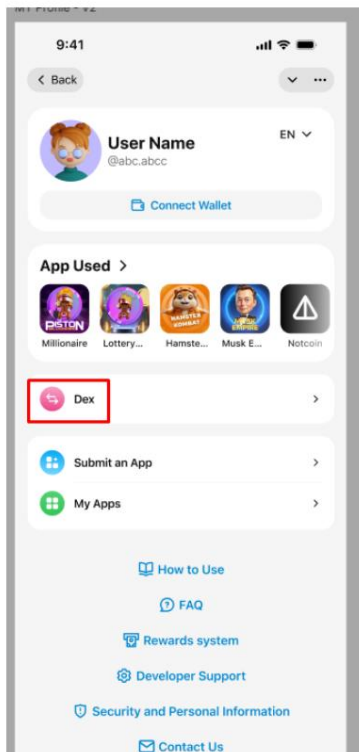 MY Profile - V2
9:41
Back
User Name
EN
@abc.abcc
Connect Wallet
App Used
PISTON
HAMSTER
KOMBAT
MUSK
EMPIRE
Millionaire
Lottery...
Hamste...
Musk E...
Notcoin
Dex
Submit an App
My Apps
How to Use
FAQ
Rewards system
Developer Support
Security and Personal Information
Contact Us